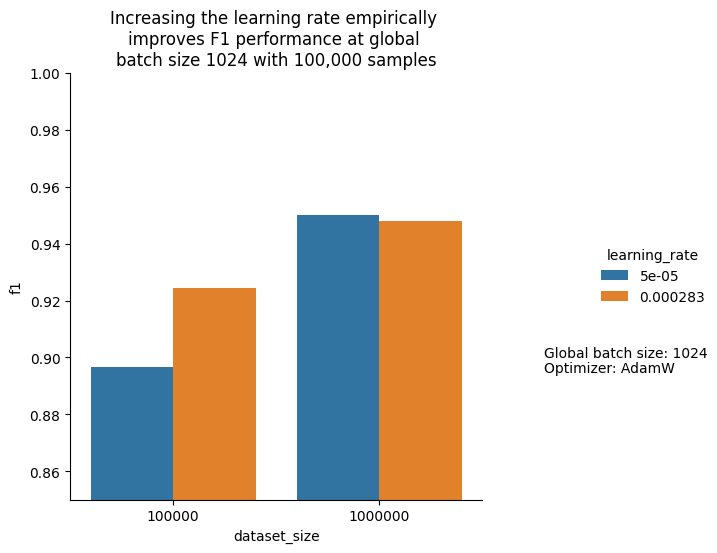 Increasing the learning rate empirically
improves F1 performance at global
batch size 1024 with 100,000 samples
1.00
0.98
0.96
0.94
0.92
0.90
0.88
0.86
f1
100000
1000000
dataset_size
learning_rate
5e-05
0.000283
Global batch size: 1024
Optimizer: AdamW